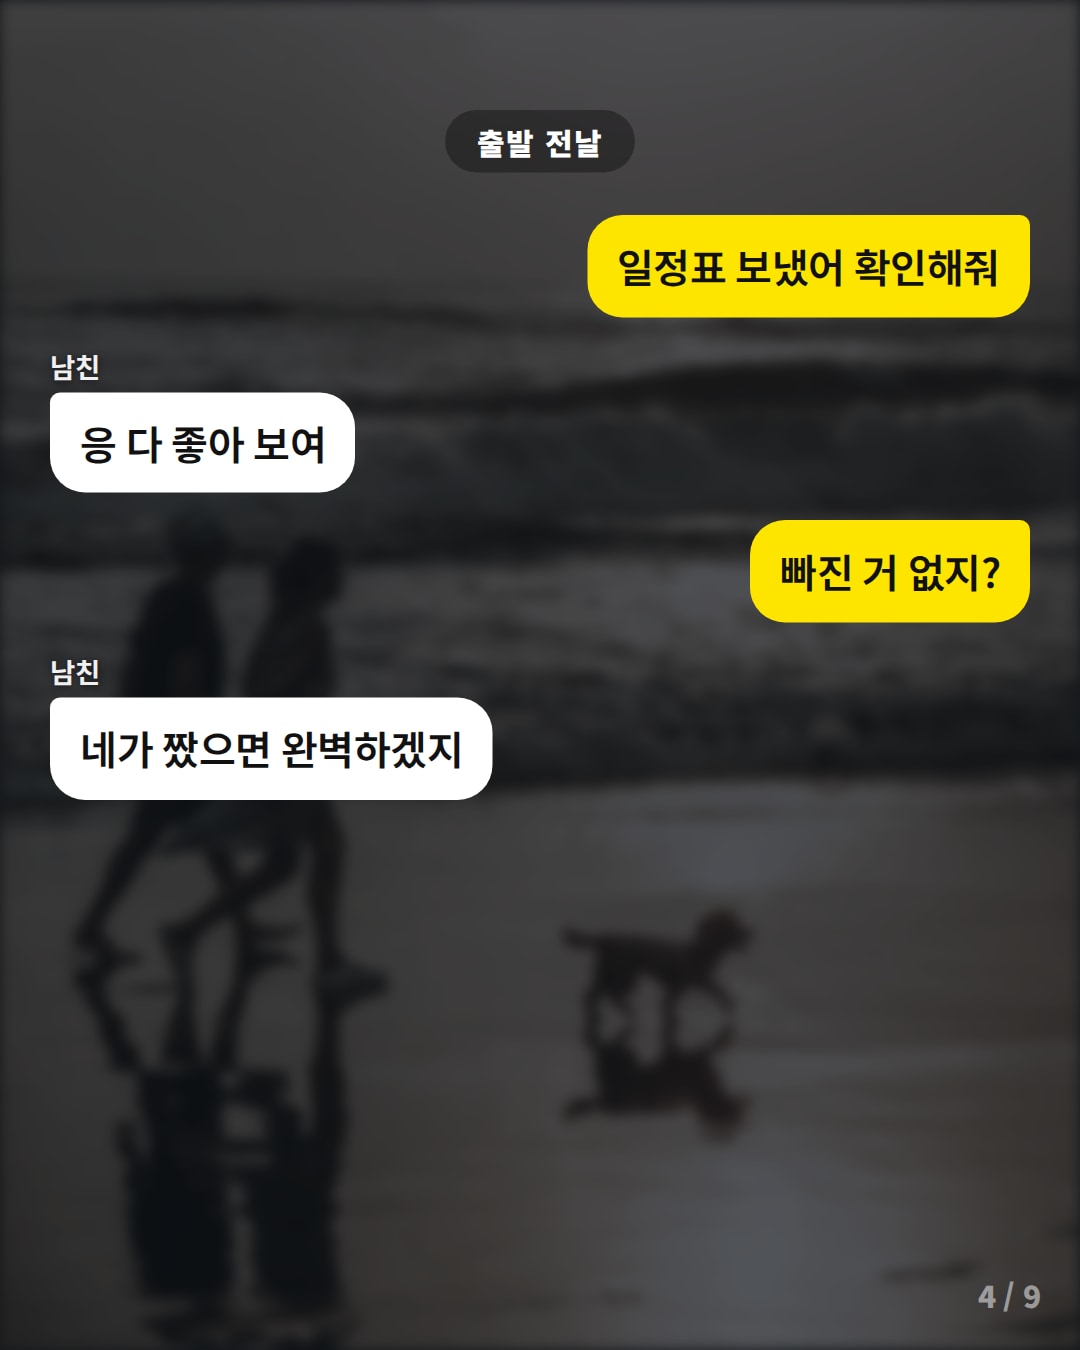 출발 전날
일정표 보냈어 확인해줘
남친
응 다 좋아 보여
빠진 거 없지?
남친
네가 짰으면 완벽하겠지
4 / 9